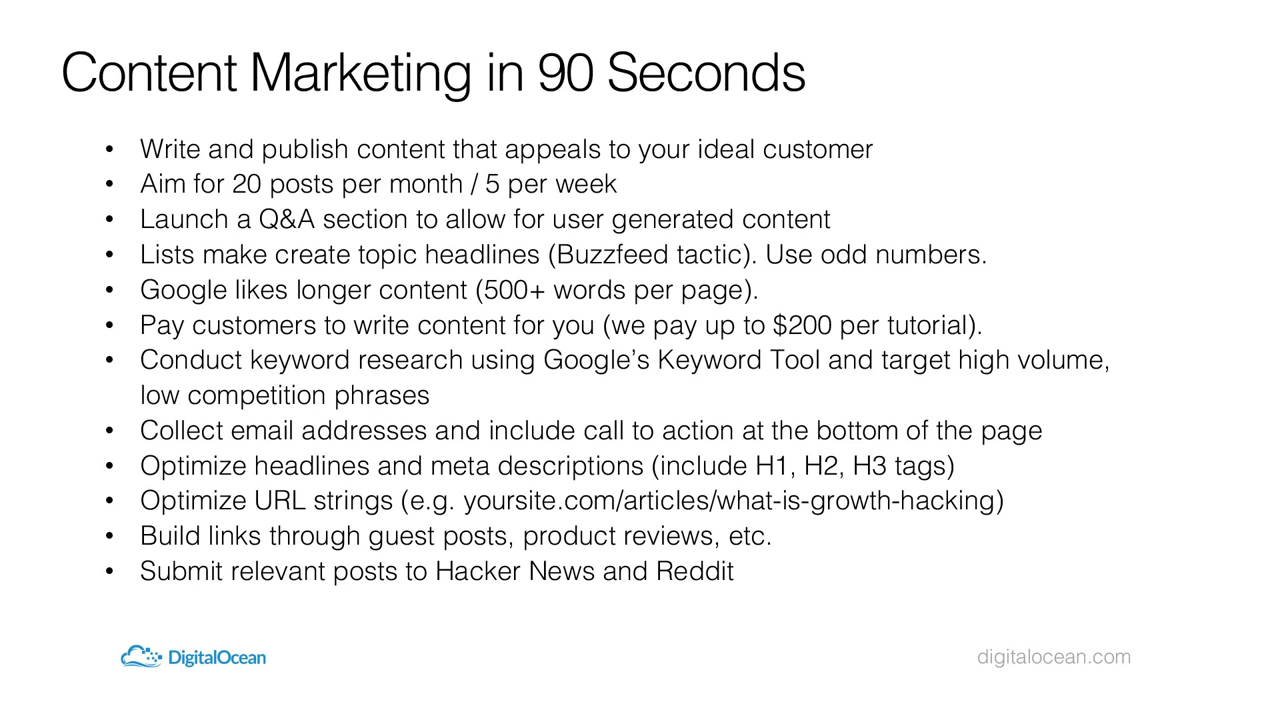 Content Marketing in 90 Seconds
• Write and publish content that appeals to your ideal customer
• Aim for 20 posts per month / 5 per week
• Launch a Q&A section to allow for user generated content
• Lists make create topic headlines (Buzzfeed tactic). Use odd numbers.
• Google likes longer content (500+ words per page).
• Pay customers to write content for you (we pay up to $200 per tutorial).
• Conduct keyword research using Google’s Keyword Tool and target high volume,
low competition phrases
• Collect email addresses and include call to action at the bottom of the page
• Optimize headlines and meta descriptions (include H1, H2, H3 tags)
• Optimize URL strings (e.g. yoursite.com/articles/what-is-growth-hacking)
• Build links through guest posts, product reviews, etc.
• Submit relevant posts to Hacker News and Reddit
DigitalOcean
digitalocean.com